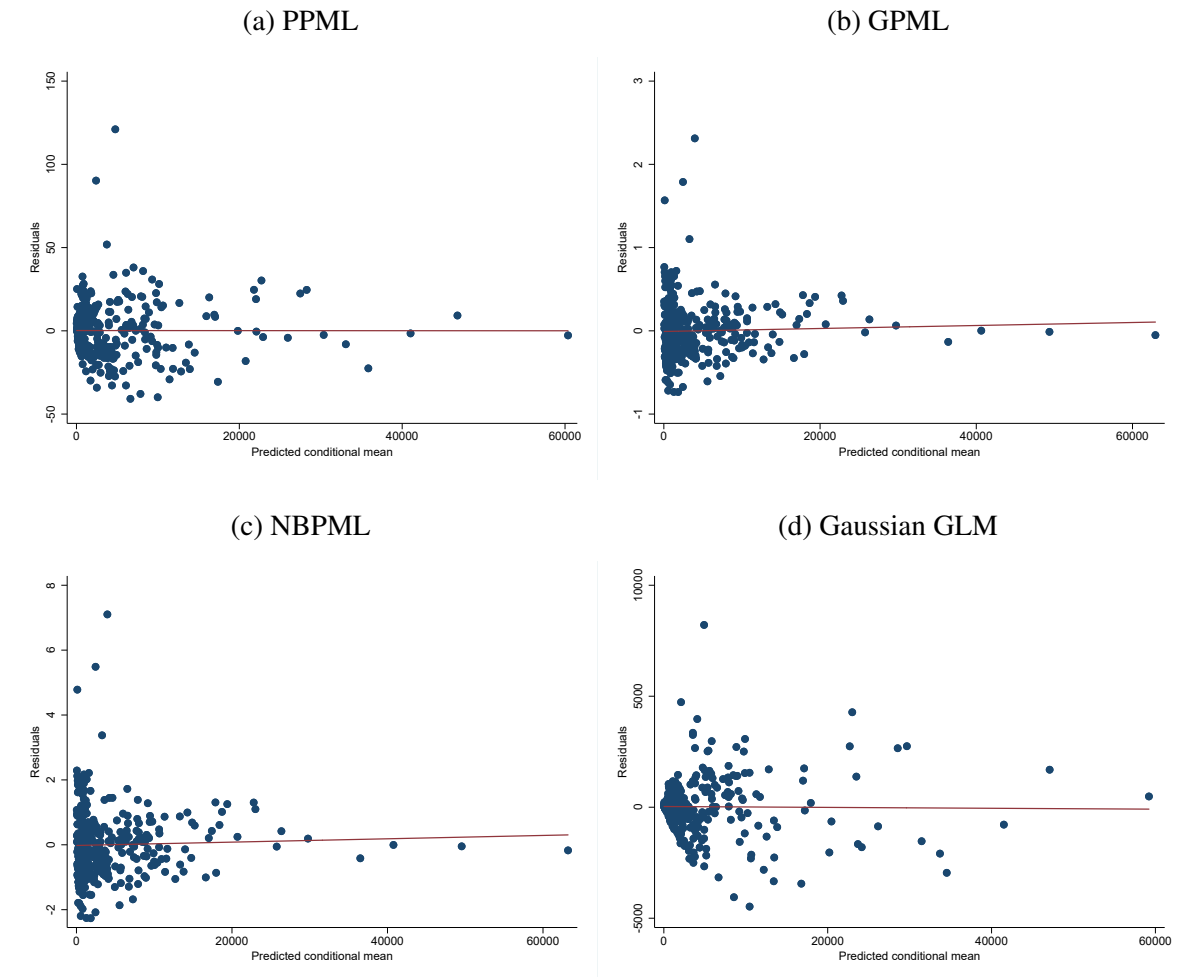 (a) PPML
150
100
50
0
-50
Residuals
0 20000 40000 60000
Predicted conditional mean
(b) GPML
3
2
1
0
-1
Residuals
0 20000 40000 60000
Predicted conditional mean
(c) NBPML
8
6
4
2
0
-2
Residuals
0 20000 40000 60000
Predicted conditional mean
(d) Gaussian GLM
10000
5000
0
-5000
Residuals
0 20000 40000 60000
Predicted conditional mean